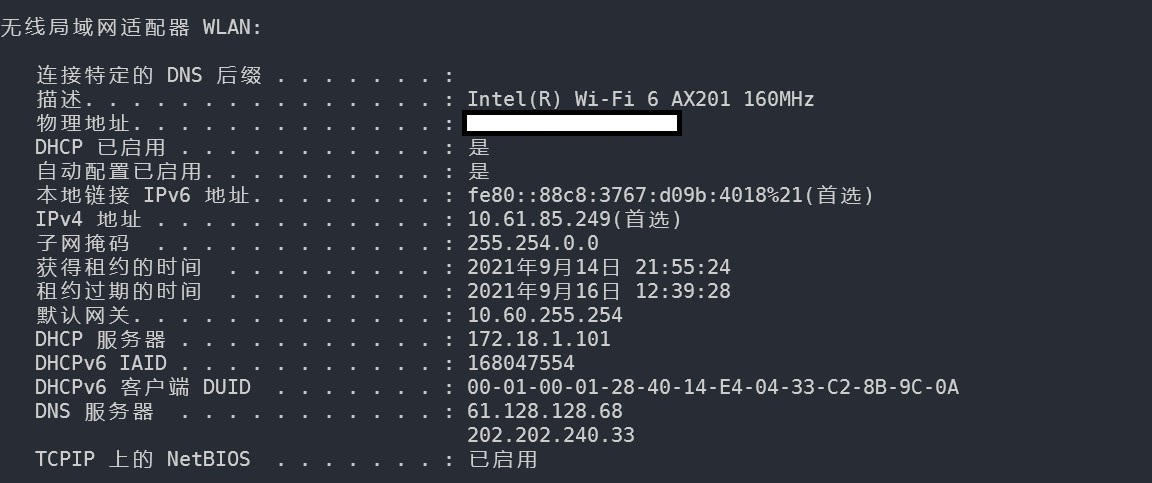 无线局域网适配器 WLAN:
连接特定的 DNS 后缀 . . . . . . . :
描述. . . . . . . . . . . . . . . : Intel(R) Wi-Fi 6 AX201 160MHz
物理地址. . . . . . . . . . . . . :
DHCP 已启用 . . . . . . . . . . . : 是
自动配置已启用. . . . . . . . . . : 是
本地链接 IPv6 地址. . . . . . . . : fe80::88c8:3767:d09b:4018%21(首选)
IPv4 地址 . . . . . . . . . . . . : 10.61.85.249(首选)
子网掩码 . . . . . . . . . . . . : 255.254.0.0
获得租约的时间 . . . . . . . . . : 2021年9月14日 21:55:24
租约过期的时间 . . . . . . . . . : 2021年9月16日 12:39:28
默认网关. . . . . . . . . . . . . : 10.60.255.254
DHCP 服务器 . . . . . . . . . . . : 172.18.1.101
DHCPv6 IAID . . . . . . . . . . . : 168047554
DHCPv6 客户端 DUID . . . . . . . : 00-01-00-01-28-40-14-E4-04-33-C2-8B-9C-0A
DNS 服务器 . . . . . . . . . . . : 61.128.128.68
202.202.240.33
TCPIP 上的 NetBIOS . . . . . . . : 已启用